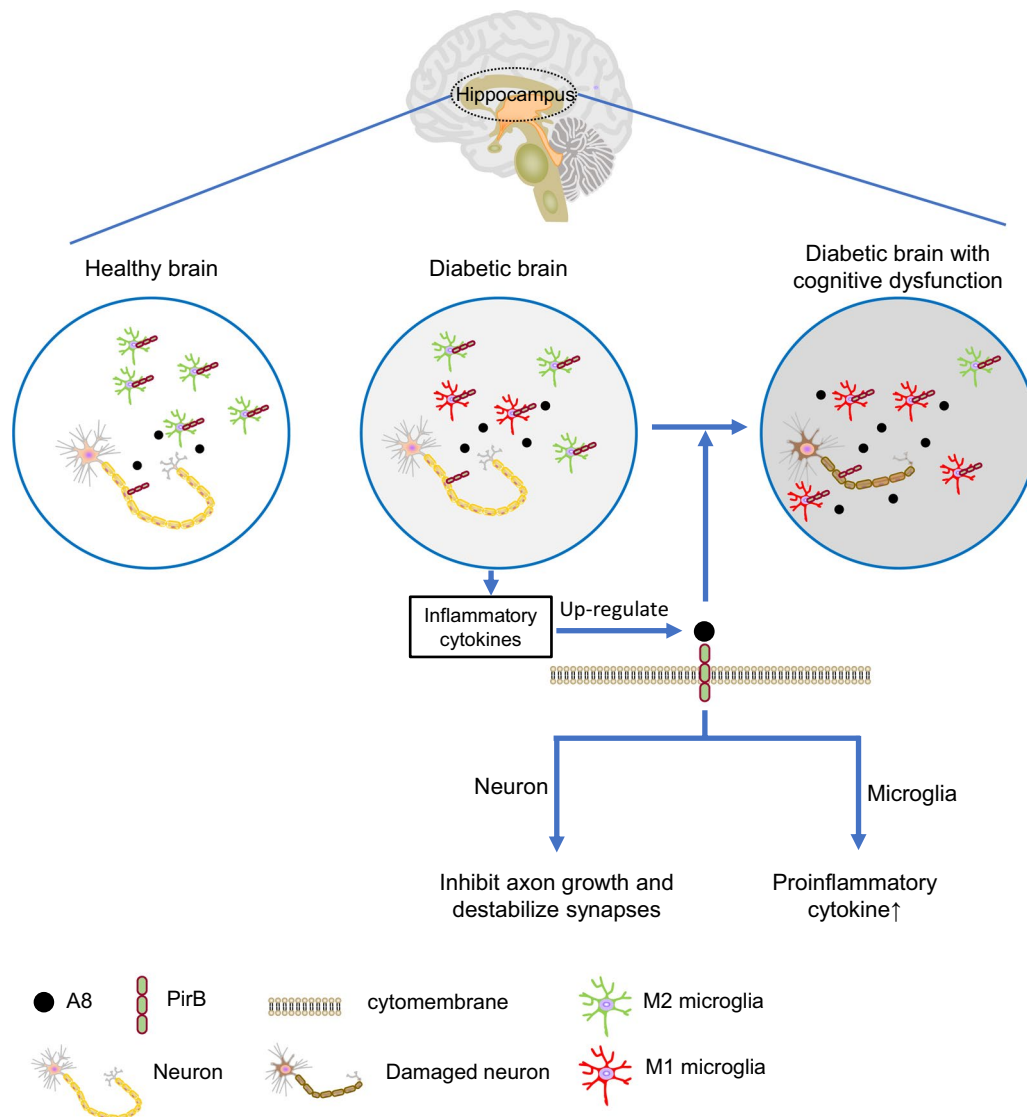 Hippocampus
Healthy brain
Diabetic brain
Diabetic brain with
cognitive dysfunction
Inflammatory
cytokines
Up-regulate
Neuron
Microglia
Inhibit axon growth and
destabilize synapses
Proinflammatory
cytokine↑
A8
PirB
cytomembrane
M2 microglia
Neuron
Damaged neuron
M1 microglia